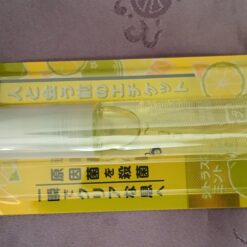 人と会う前のエチケット
原因菌を殺菌
一瞬でクリアな息へ
シトラス
ミント